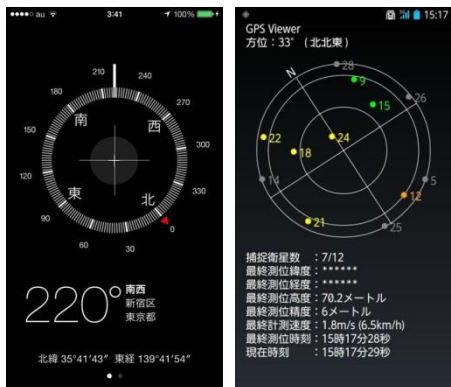 au 3:41 100%
210
240
180
270
南
西
150
300
120
330
東
北
90
0
60
30
220°
南西
新宿区
東京都
北緯 35°41′43″ 東経 139°41′54″
15:17
GPS Viewer
方位:33° (北北東)
N
28
9
26
15
22
24
18
14
5
12
21
25
捕捉衛星数 :7/12
最終測位緯度:******
最終測位経度:******
最終測位高度:70.2メートル
最終測位精度:6メートル
最終計測速度:1.8m/s (6.5km/h)
最終測位時刻:15時17分28秒
現在時刻 :15時17分29秒